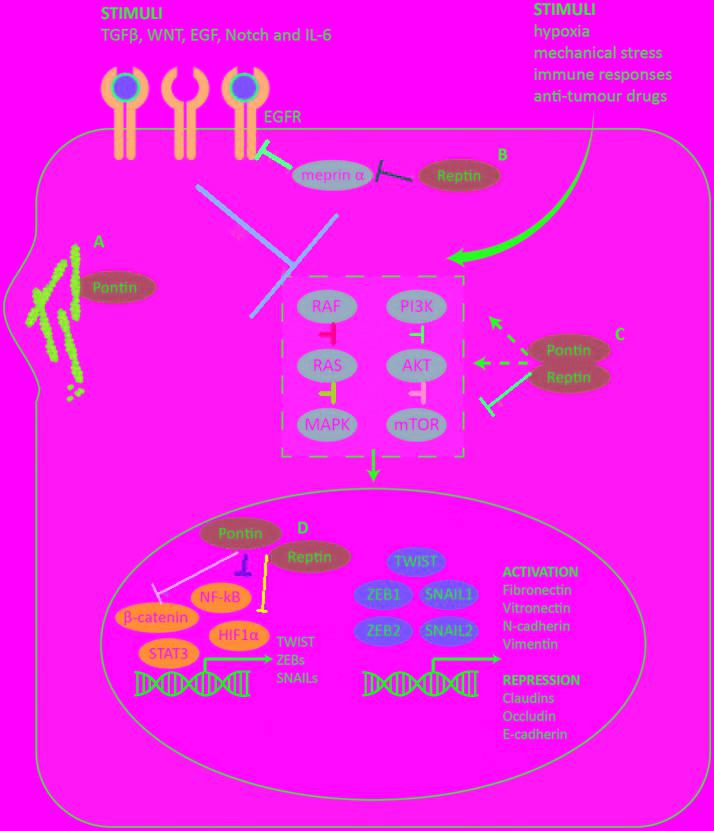 STIMULI
TGFβ, WNT, EGF, Notch and IL-6
STIMULI
hypoxia
mechanical stress
immune responses
anti-tumour drugs
EGFR
meprin α
Reptin
B
A
Pontin
RAF
PI3K
RAS
AKT
MAPK
mTOR
Pontin
Reptin
C
Pontin
D
Reptin
NF-kB
β-catenin
HIF1α
STAT3
TWIST
ZEBs
SNAILs
TWIST
ZEB1
SNAIL1
ZEB2
SNAIL2
ACTIVATION
Fibronectin
Vitronectin
N-cadherin
Vimentin
REPRESSION
Claudins
Occludin
E-cadherin